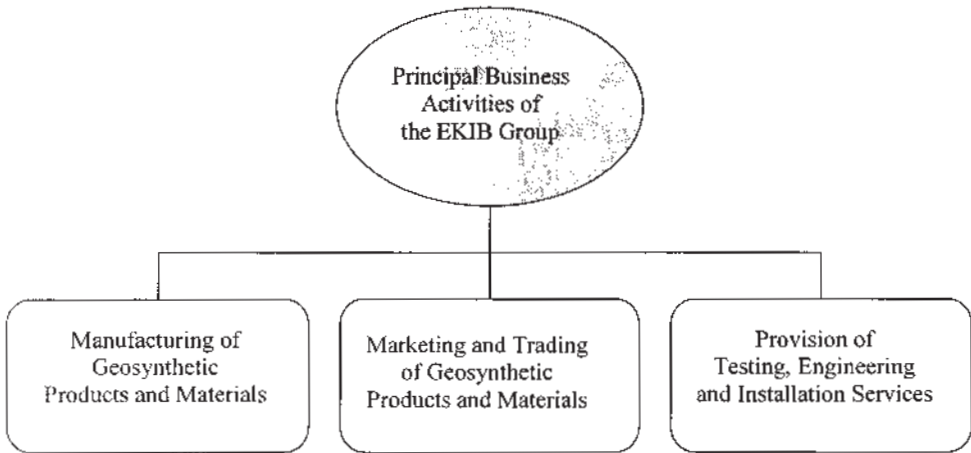 Principal Business
Activities of
the EKIB Group
Manufacturing of
Geosynthetic
Products and Materials
Marketing and Trading
of Geosynthetic
Products and Materials
Provision of
Testing, Engineering
and Installation Services